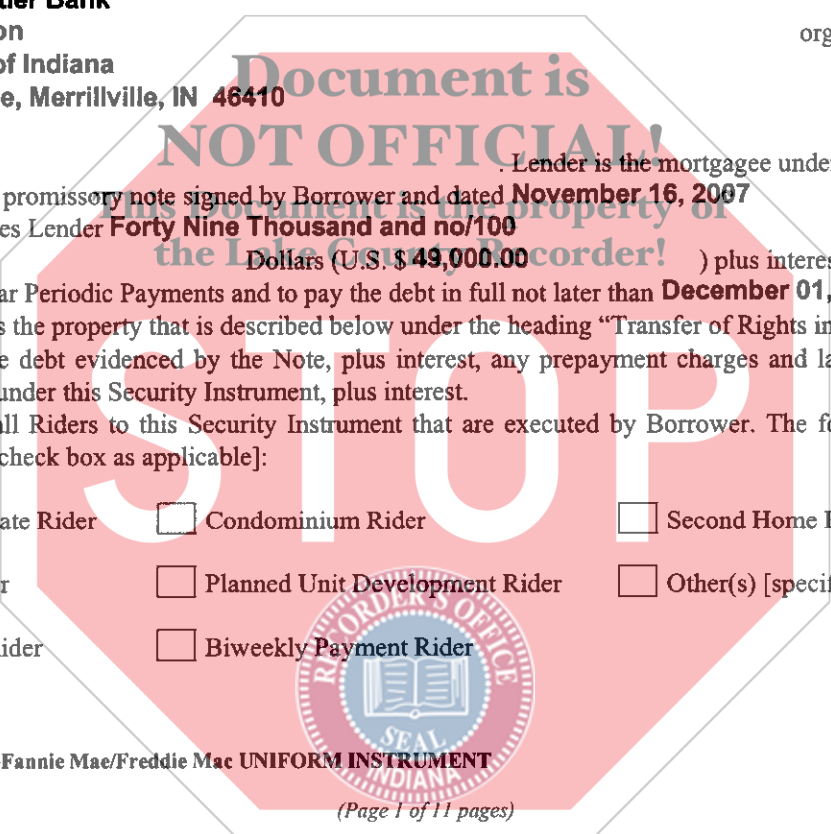 tier Bank
on org
of Indiana
e, Merrillville, IN 46410
Document is
NOT OFFICIAL!
. Lender is the mortgagee unde
promissory note signed by Borrower and dated November 16, 2007
This Document is the property of
es Lender Forty Nine Thousand and no/100
the Lake County Recorder!
Dollars (U.S. $ 49,000.00 ) plus interes
ar Periodic Payments and to pay the debt in full not later than December 01,
s the property that is described below under the heading “Transfer of Rights in
e debt evidenced by the Note, plus interest, any prepayment charges and la
under this Security Instrument, plus interest.
all Riders to this Security Instrument that are executed by Borrower. The fo
check box as applicable]:
STOP
ate Rider Condominium Rider Second Home
r Planned Unit Development Rider Other(s) [specif
ider Biweekly Payment Rider
RECORDER'S OFFICE
SEAL
INDIANA
-Fannie Mae/Freddie Mac UNIFORM INSTRUMENT
(Page 1 of 11 pages)